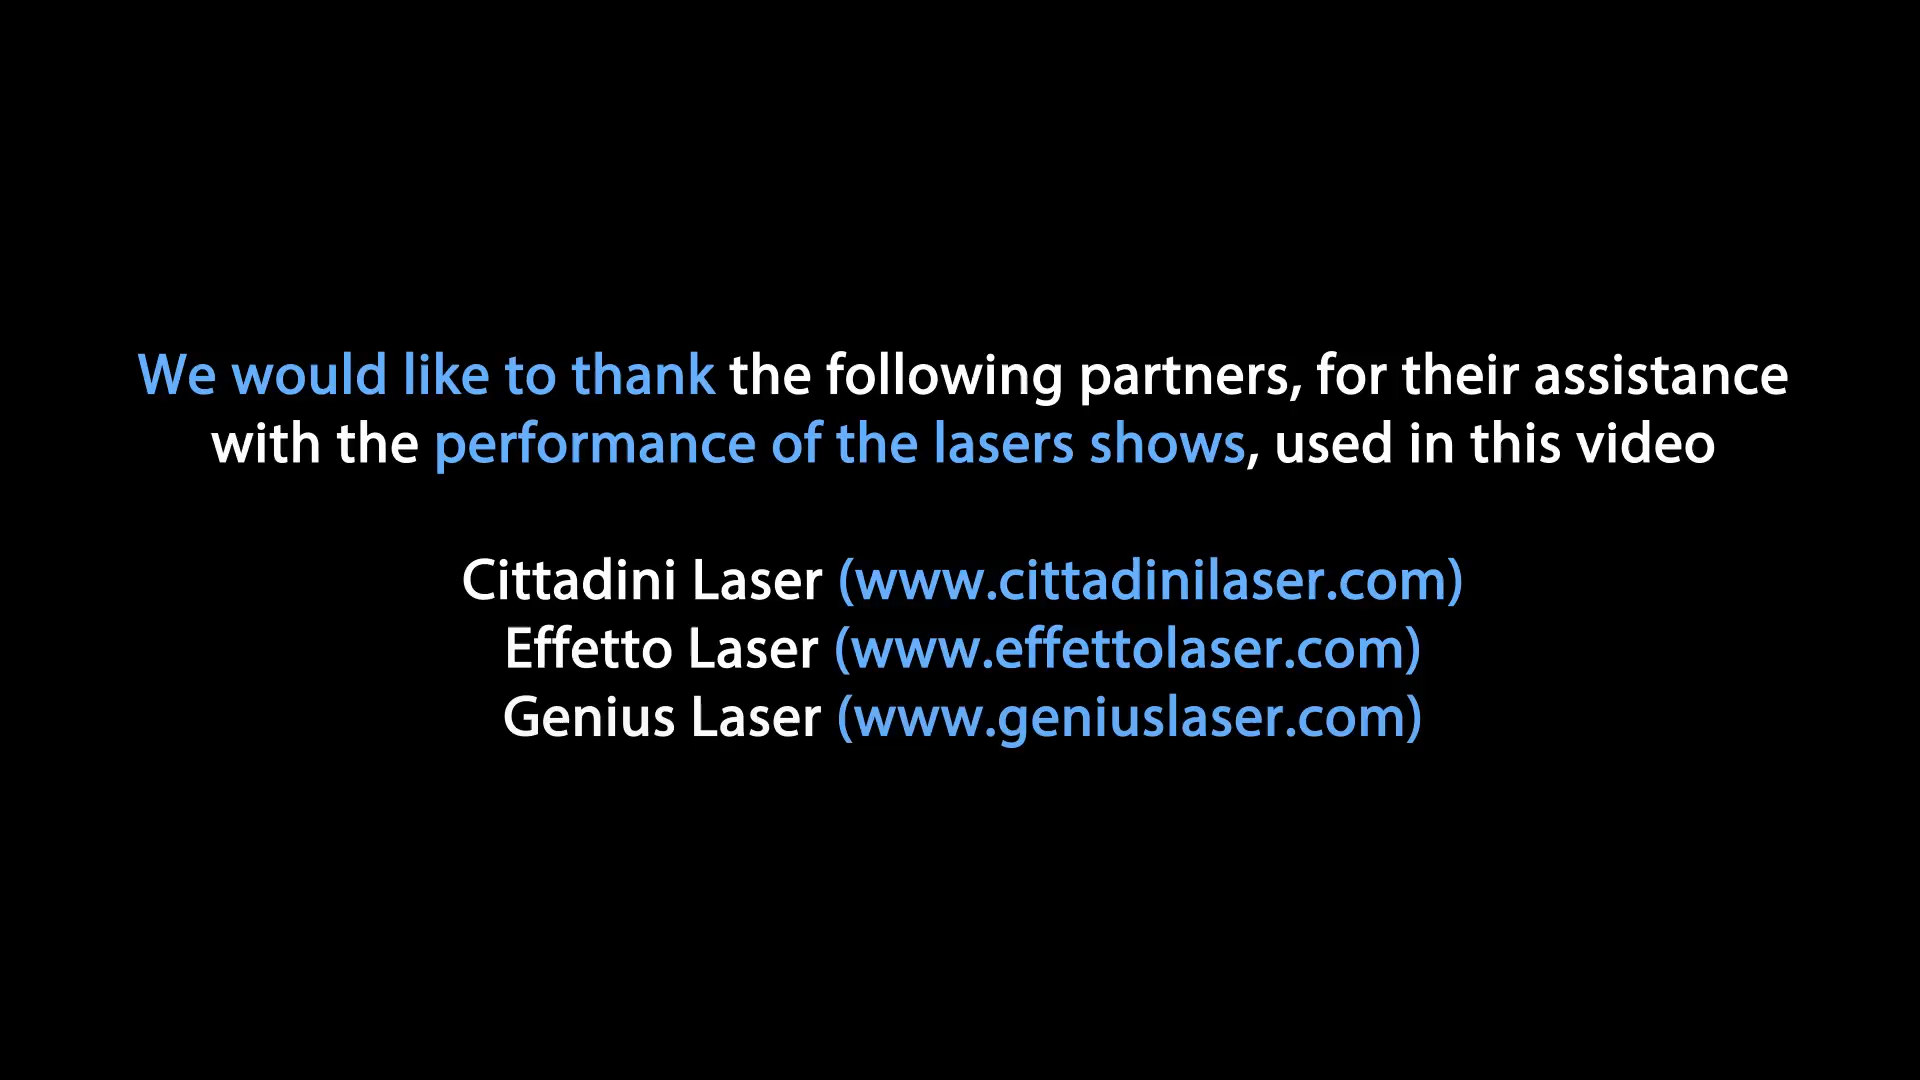 We would like to thank the following partners, for their assistance
with the performance of the lasers shows, used in this video
Cittadini Laser (www.cittadinilaser.com)
Effetto Laser (www.effettolaser.com)
Genius Laser (www.geniuslaser.com)